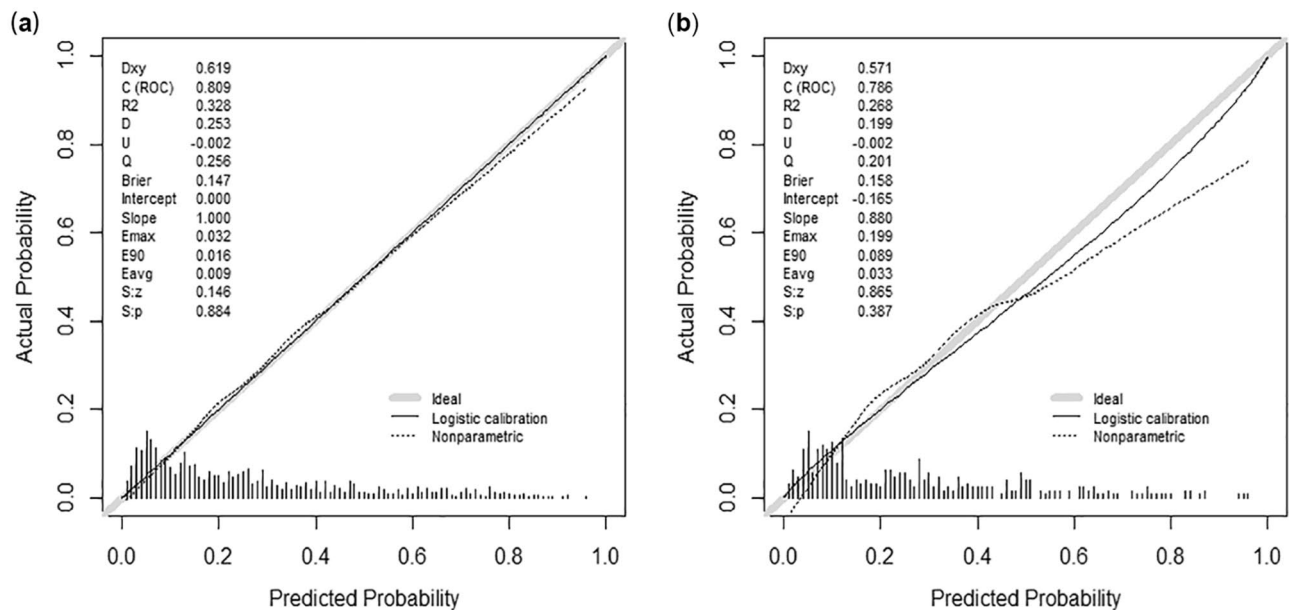 (a)
Dxy 0.619
C (ROC) 0.809
R2 0.328
D 0.253
U -0.002
Q 0.256
Brier 0.147
Intercept 0.000
Slope 1.000
Emax 0.032
E90 0.016
Eavg 0.009
S:z 0.146
S:p 0.884
Actual Probability
1.0
0.8
0.6
0.4
0.2
0.0
Ideal
Logistic calibration
Nonparametric
0.0 0.2 0.4 0.6 0.8 1.0
Predicted Probability
(b)
Dxy 0.571
C (ROC) 0.786
R2 0.268
D 0.199
U -0.002
Q 0.201
Brier 0.158
Intercept -0.165
Slope 0.880
Emax 0.199
E90 0.089
Eavg 0.033
S:z 0.865
S:p 0.387
Actual Probability
1.0
0.8
0.6
0.4
0.2
0.0
Ideal
Logistic calibration
Nonparametric
0.0 0.2 0.4 0.6 0.8 1.0
Predicted Probability